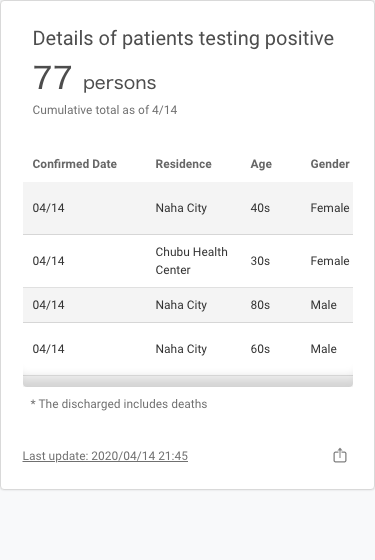 Details of patients testing positive
77 persons
Cumulative total as of 4/14
Confirmed Date Residence Age Gender
04/14 Naha City 40s Female
04/14 Chubu Health Center 30s Female
04/14 Naha City 80s Male
04/14 Naha City 60s Male
* The discharged includes deaths
Last update: 2020/04/14 21:45